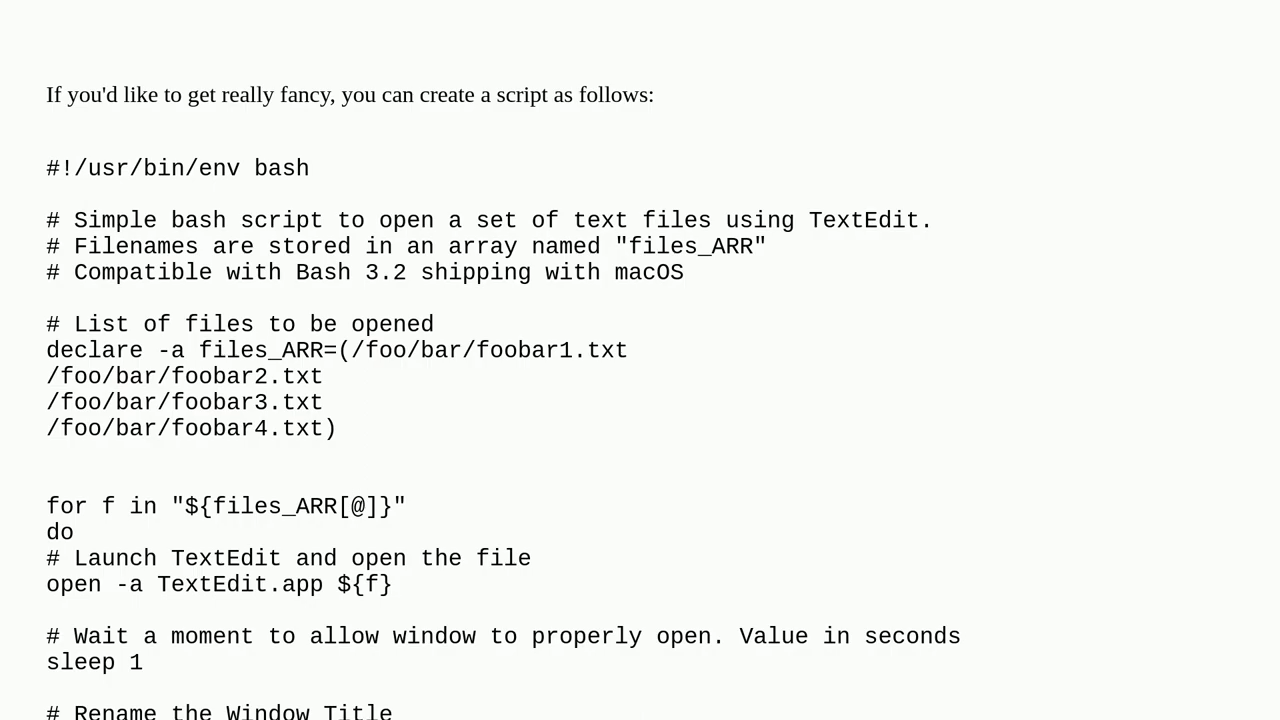 If you'd like to get really fancy, you can create a script as follows:
#!/usr/bin/env bash
# Simple bash script to open a set of text files using TextEdit.
# Filenames are stored in an array named "files_ARR"
# Compatible with Bash 3.2 shipping with macOS
# List of files to be opened
declare -a files_ARR=(/foo/bar/foobar1.txt
/foo/bar/foobar2.txt
/foo/bar/foobar3.txt
/foo/bar/foobar4.txt)
for f in "${files_ARR[@]}"
do
# Launch TextEdit and open the file
open -a TextEdit.app ${f}
# Wait a moment to allow window to properly open. Value in seconds
sleep 1
# Rename the Window Title